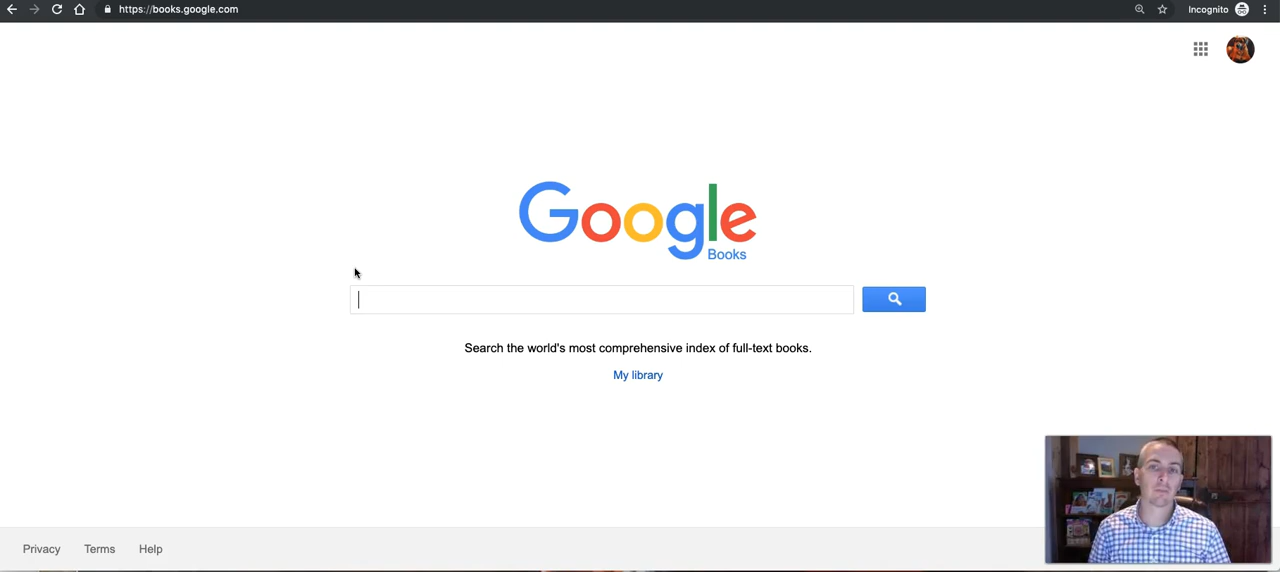 https://books.google.com
Incognito
Google
Books
Search the world's most comprehensive index of full-text books.
My library
Privacy Terms Help